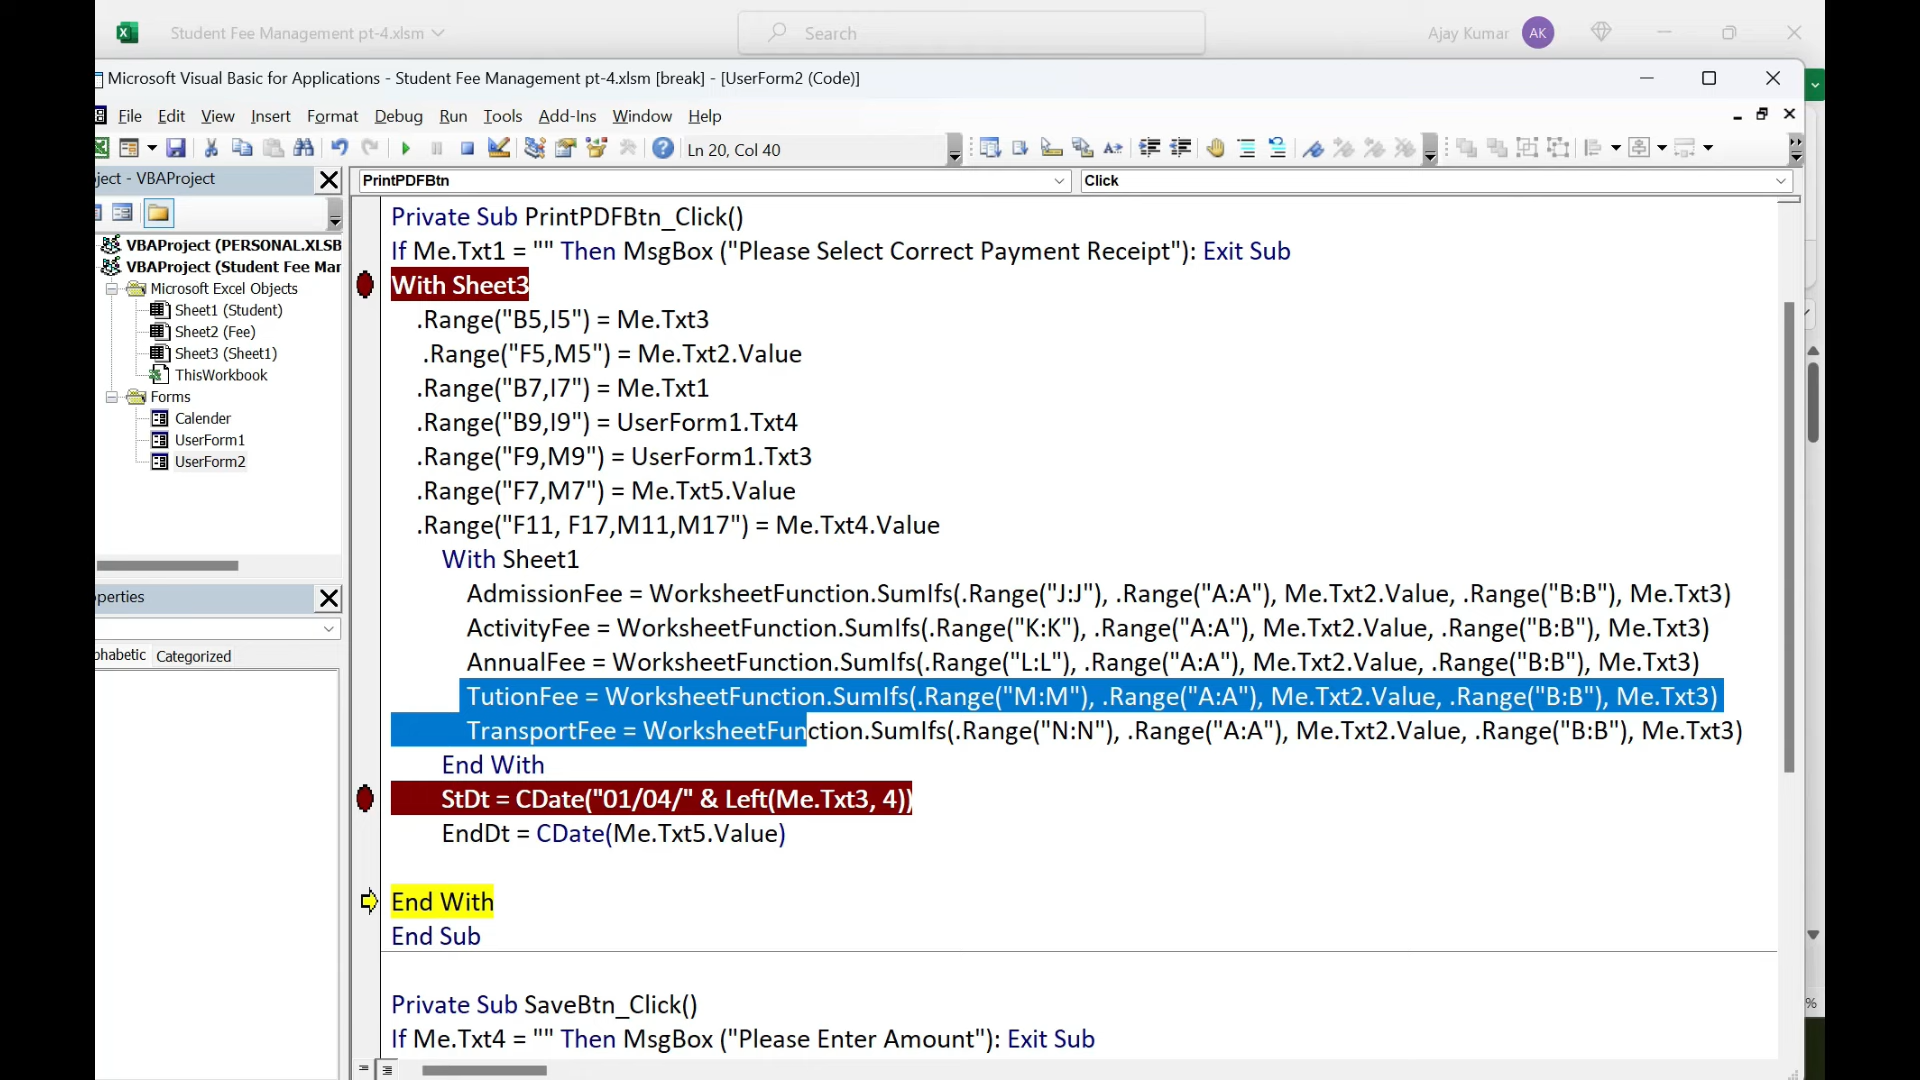 Student Fee Management pt-4.xlsm
Search
Ajay Kumar AK
Microsoft Visual Basic for Applications - Student Fee Management pt-4.xlsm [break] - [UserForm2 (Code)]
File Edit View Insert Format Debug Run Tools Add-Ins Window Help
Ln 20, Col 40
ject - VBAProject
PrintPDFBtn
Click
VBAProject (PERSONAL.XLSB
VBAProject (Student Fee Mar
Microsoft Excel Objects
Sheet1 (Student)
Sheet2 (Fee)
Sheet3 (Sheet1)
ThisWorkbook
Forms
Calender
UserForm1
UserForm2
perties
phabetic Categorized
Private Sub PrintPDFBtn_Click()
If Me.Txt1 = "" Then MsgBox ("Please Select Correct Payment Receipt"): Exit Sub
With Sheet3
.Range("B5,I5") = Me.Txt3
.Range("F5,M5") = Me.Txt2.Value
.Range("B7,I7") = Me.Txt1
.Range("B9,I9") = UserForm1.Txt4
.Range("F9,M9") = UserForm1.Txt3
.Range("F7,M7") = Me.Txt5.Value
.Range("F11, F17,M11,M17") = Me.Txt4.Value
With Sheet1
AdmissionFee = WorksheetFunction.SumIfs(.Range("J:J"), .Range("A:A"), Me.Txt2.Value, .Range("B:B"), Me.Txt3)
ActivityFee = WorksheetFunction.SumIfs(.Range("K:K"), .Range("A:A"), Me.Txt2.Value, .Range("B:B"), Me.Txt3)
AnnualFee = WorksheetFunction.SumIfs(.Range("L:L"), .Range("A:A"), Me.Txt2.Value, .Range("B:B"), Me.Txt3)
TutionFee = WorksheetFunction.SumIfs(.Range("M:M"), .Range("A:A"), Me.Txt2.Value, .Range("B:B"), Me.Txt3)
TransportFee = WorksheetFunction.SumIfs(.Range("N:N"), .Range("A:A"), Me.Txt2.Value, .Range("B:B"), Me.Txt3)
End With
StDt = CDate("01/04/" & Left(Me.Txt3, 4))
EndDt = CDate(Me.Txt5.Value)
End With
End Sub
Private Sub SaveBtn_Click()
If Me.Txt4 = "" Then MsgBox ("Please Enter Amount"): Exit Sub
%